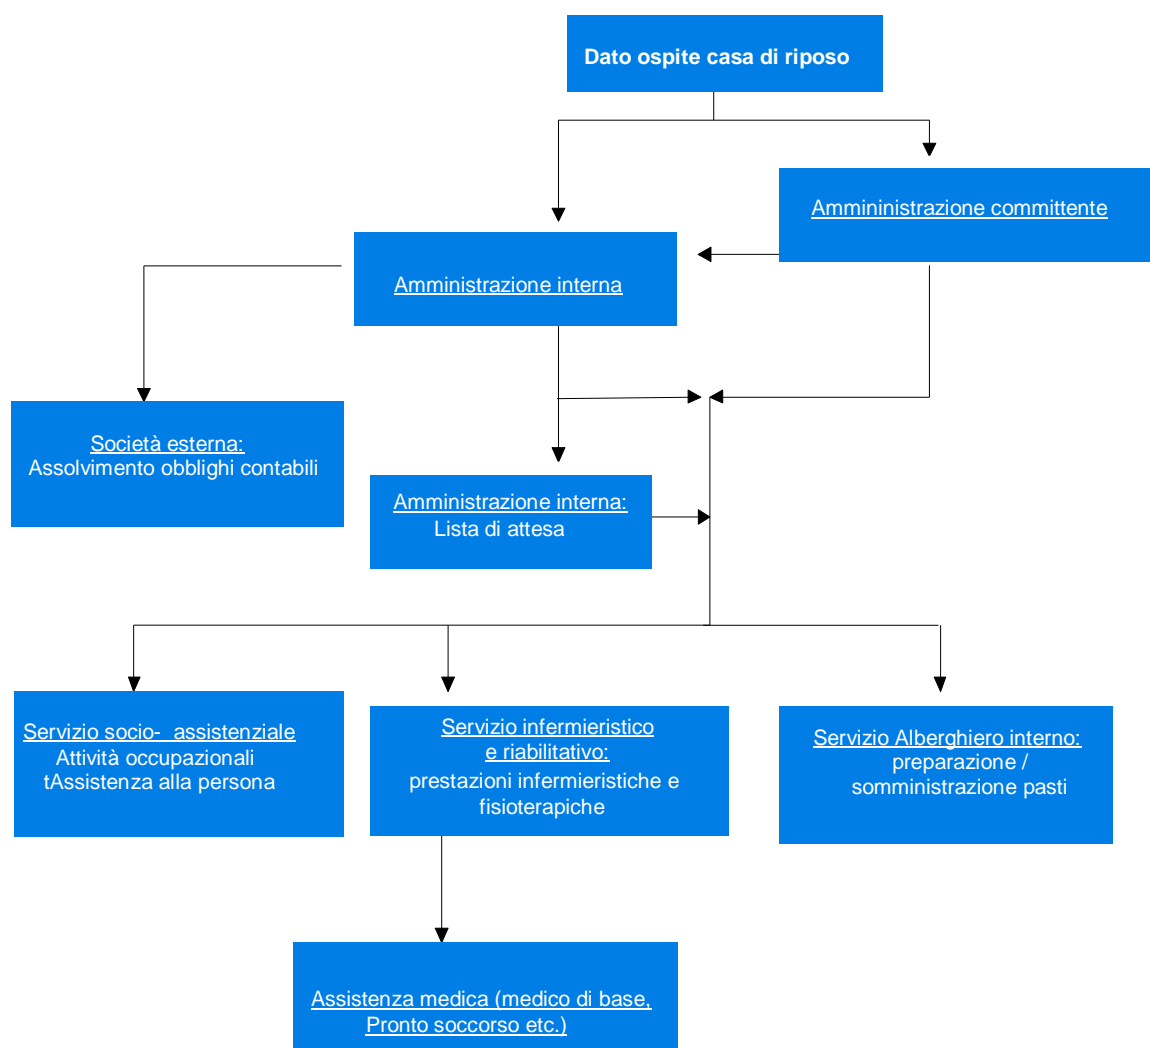 Dato ospite casa di riposo
Ammininistrazione committente
Amministrazione interna
Società esterna:
Assolvimento obblighi contabili
Amministrazione interna:
Lista di attesa
Servizio socio- assistenziale
Attività occupazionali
tAssistenza alla persona
Servizio infermieristico
e riabilitativo:
prestazioni infermieristiche e
fisioterapiche
Servizio Alberghiero interno:
preparazione /
somministrazione pasti
Assistenza medica (medico di base,
Pronto soccorso etc.)